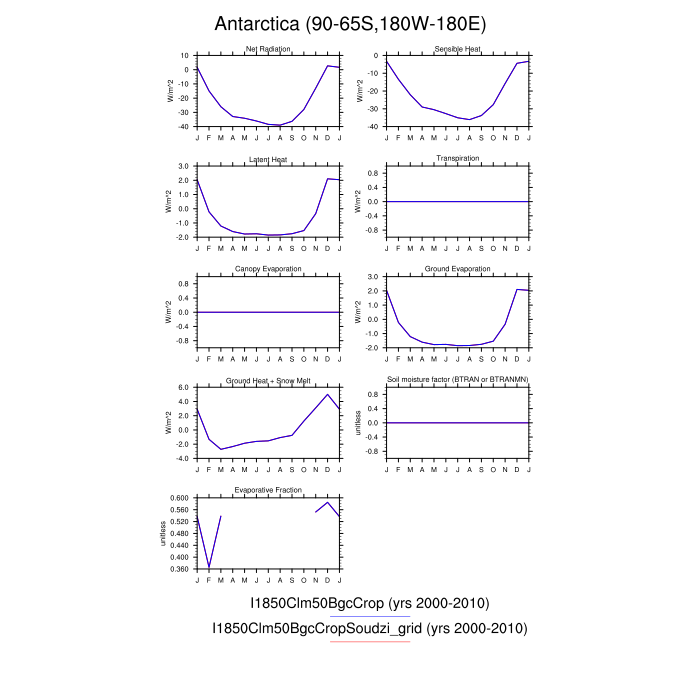 Antarctica (90-65S,180W-180E)
Net Radiation
W/m^2
10
0
-10
-20
-30
-40
J F M A M J J A S O N D J
Sensible Heat
W/m^2
0
-10
-20
-30
-40
J F M A M J J A S O N D J
Latent Heat
W/m^2
3.0
2.0
1.0
0.0
-1.0
-2.0
J F M A M J J A S O N D J
Transpiration
W/m^2
0.8
0.4
0.0
-0.4
-0.8
J F M A M J J A S O N D J
Canopy Evaporation
W/m^2
0.8
0.4
0.0
-0.4
-0.8
J F M A M J J A S O N D J
Ground Evaporation
W/m^2
3.0
2.0
1.0
0.0
-1.0
-2.0
J F M A M J J A S O N D J
Ground Heat + Snow Melt
W/m^2
6.0
4.0
2.0
0.0
-2.0
-4.0
J F M A M J J A S O N D J
Soil moisture factor (BTRAN or BTRANMN)
unitless
0.8
0.4
0.0
-0.4
-0.8
J F M A M J J A S O N D J
Evaporative Fraction
unitless
0.600
0.560
0.520
0.480
0.440
0.400
0.360
J F M A M J J A S O N D J
I1850Clm50BgcCrop (yrs 2000-2010)
I1850Clm50BgcCropSoudzi_grid (yrs 2000-2010)